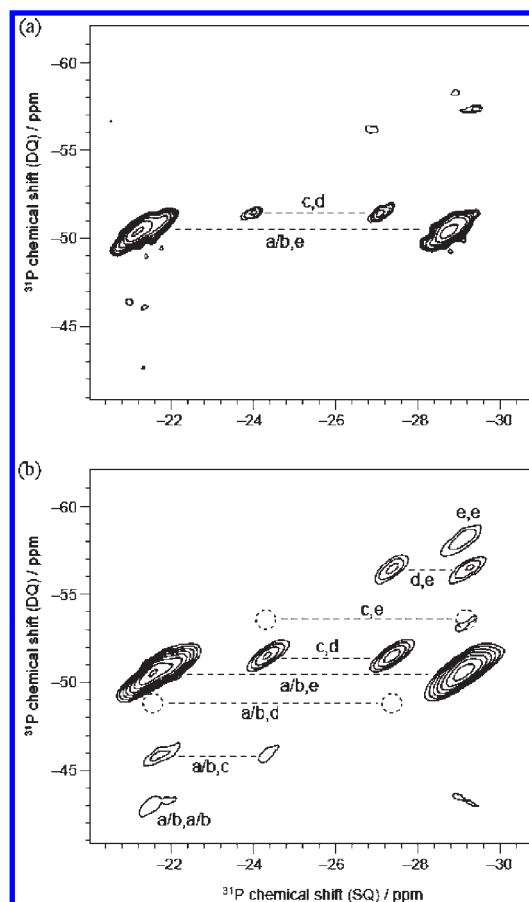 (a)
−60
−55
−50
−45
³¹P chemical shift (DQ) / ppm
c,d
a/b,e
−22 −24 −26 −28 −30
(b)
−60
−55
−50
−45
³¹P chemical shift (DQ) / ppm
e,e
d,e
c,e
c,d
a/b,e
a/b,d
a/b,c
a/b,a/b
−22 −24 −26 −28 −30
³¹P chemical shift (SQ) / ppm